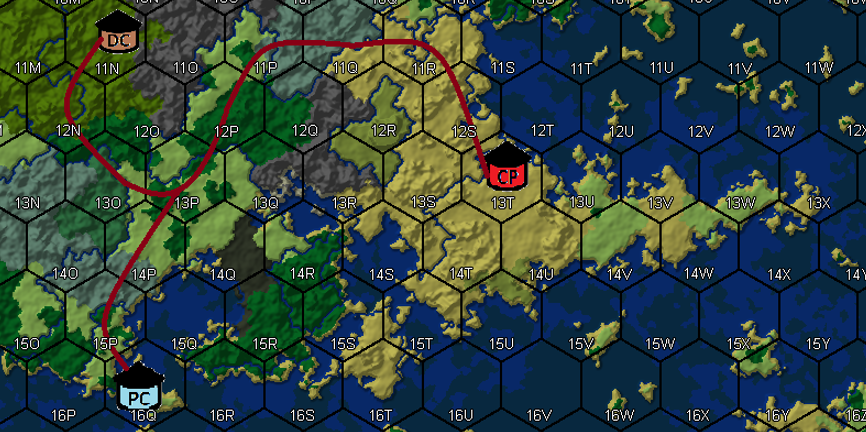 DC
11M 11N 11O 11P 11Q 11R 11S 11T 11U 11V 11W
12N 12O 12P 12Q 12R 12S 12T 12U 12V 12W
CP
13N 13O 13P 13Q 13R 13S 13T 13U 13V 13W 13X
14O 14P 14Q 14R 14S 14T 14U 14V 14W 14X
15O 15P 15Q 15R 15S 15T 15U 15V 15W 15X 15Y
PC
16P 16Q 16R 16S 16T 16U 16V 16W 16X 16Y